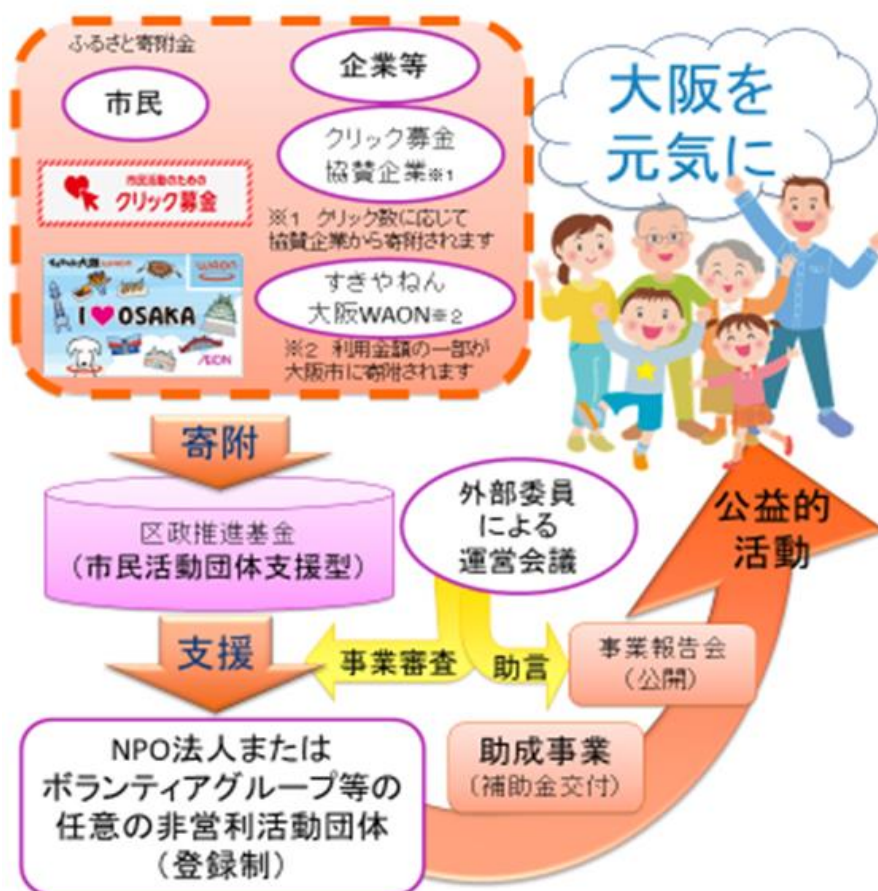 ふるさと寄附金
市民
企業等
クリック募金
協賛企業※1
市民活動のための
クリック募金
※1 クリック数に応じて
協賛企業から寄附されます
WAON
I ❤ OSAKA
AEON
すきやねん
大阪WAON※2
※2 利用金額の一部が
大阪市に寄附されます
大阪を
元気に
寄附
区政推進基金
(市民活動団体支援型)
外部委員
による
運営会議
公益的
活動
支援
事業審査
助言
事業報告会
(公開)
NPO法人または
ボランティアグループ等の
任意の非営利活動団体
(登録制)
助成事業
(補助金交付)